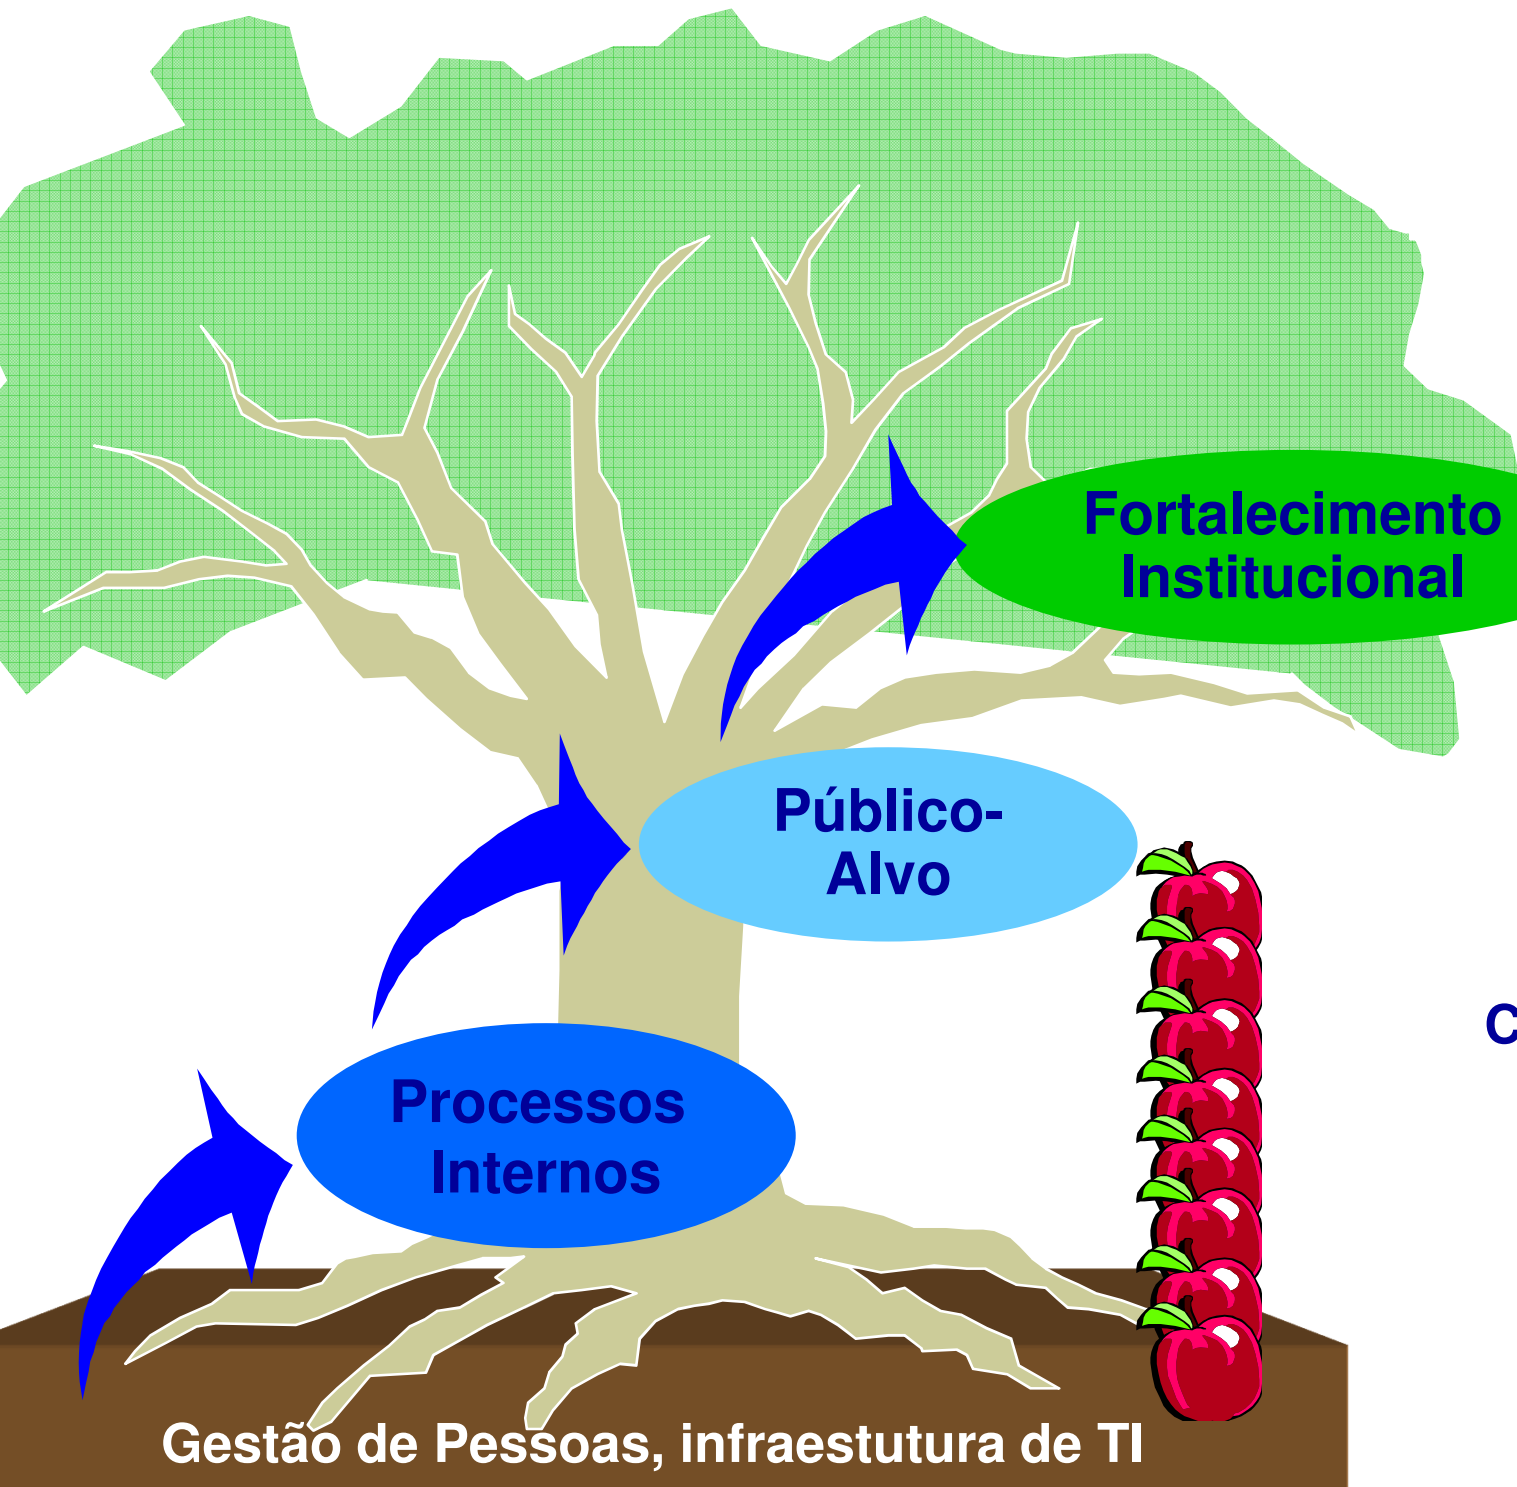 Fortalecimento
Institucional
Público-
Alvo
C
Processos
Internos
Gestão de Pessoas, infraestutura de TI